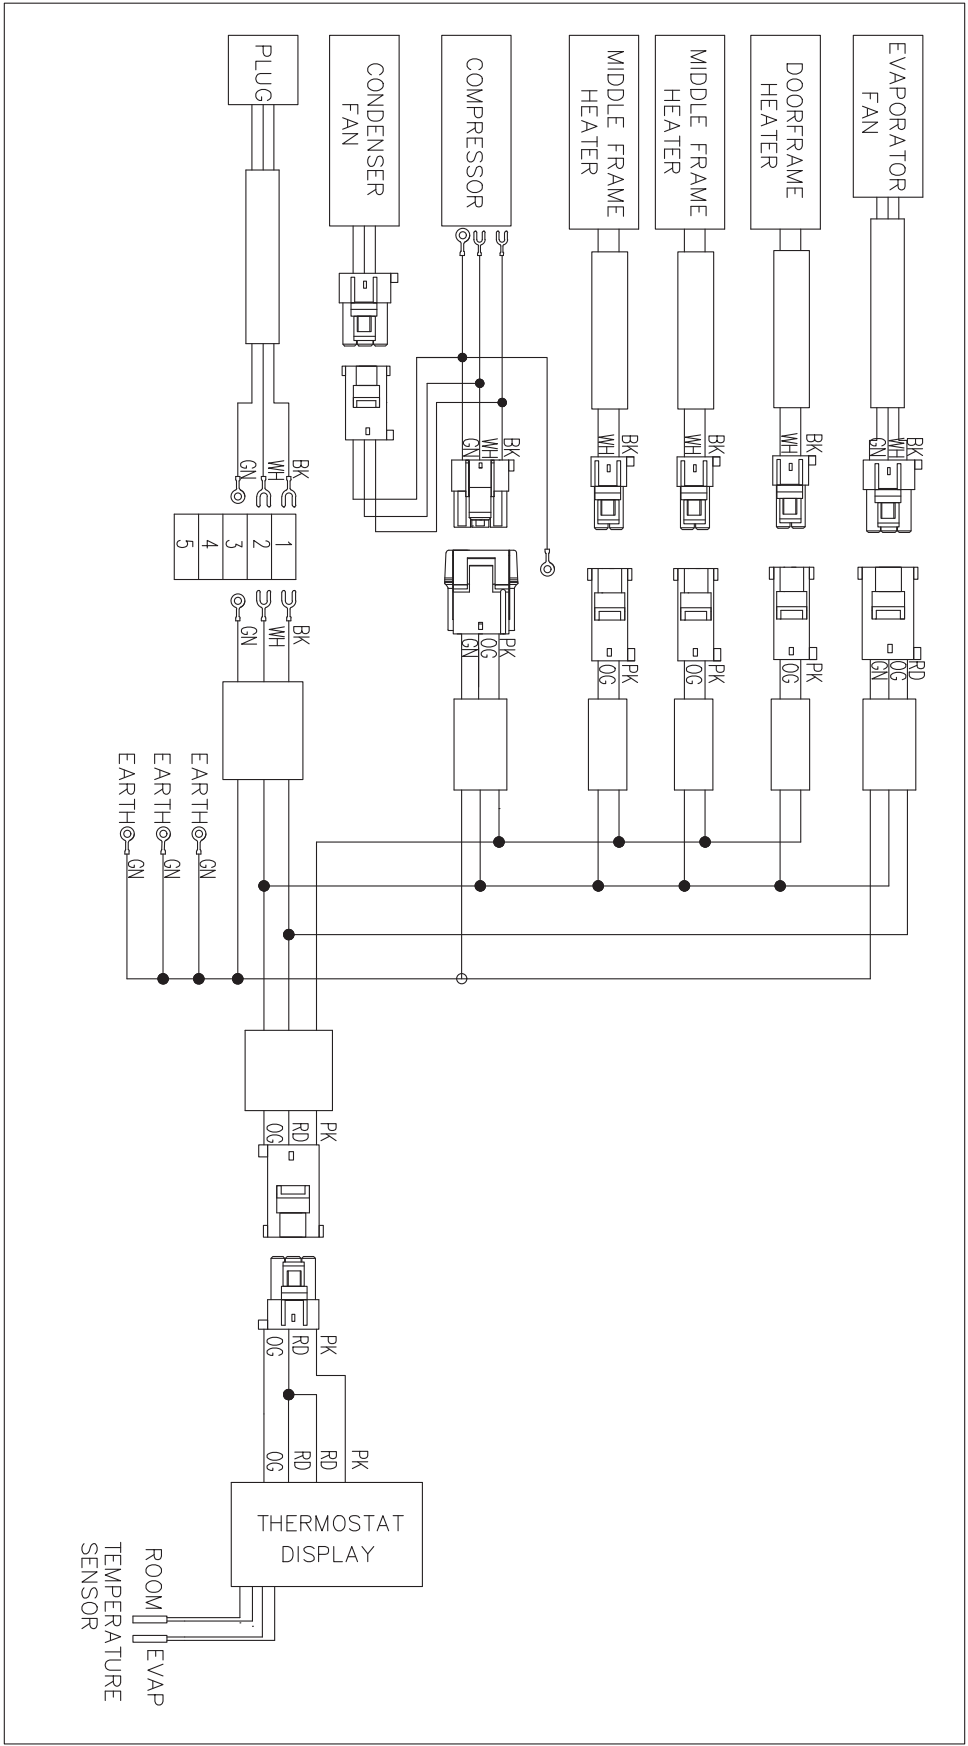 PLUG
CONDENSER
FAN
COMPRESSOR
MIDDLE FRAME
HEATER
MIDDLE FRAME
HEATER
DOORFRAME
HEATER
EVAPORATOR
FAN
BK
WH
GN
BK
WH
GN
BK
WH
BK
WH
BK
WH
BK
WH
GN
1
2
3
4
5
BK
WH
GN
PK
OG
GN
PK
OG
PK
OG
PK
OG
RD
OG
GN
EARTH
GN
EARTH
GN
EARTH
GN
PK
RD
OG
PK
RD
OG
PK
RD
RD
OG
THERMOSTAT
DISPLAY
ROOM
EVAP
TEMPERATURE
SENSOR